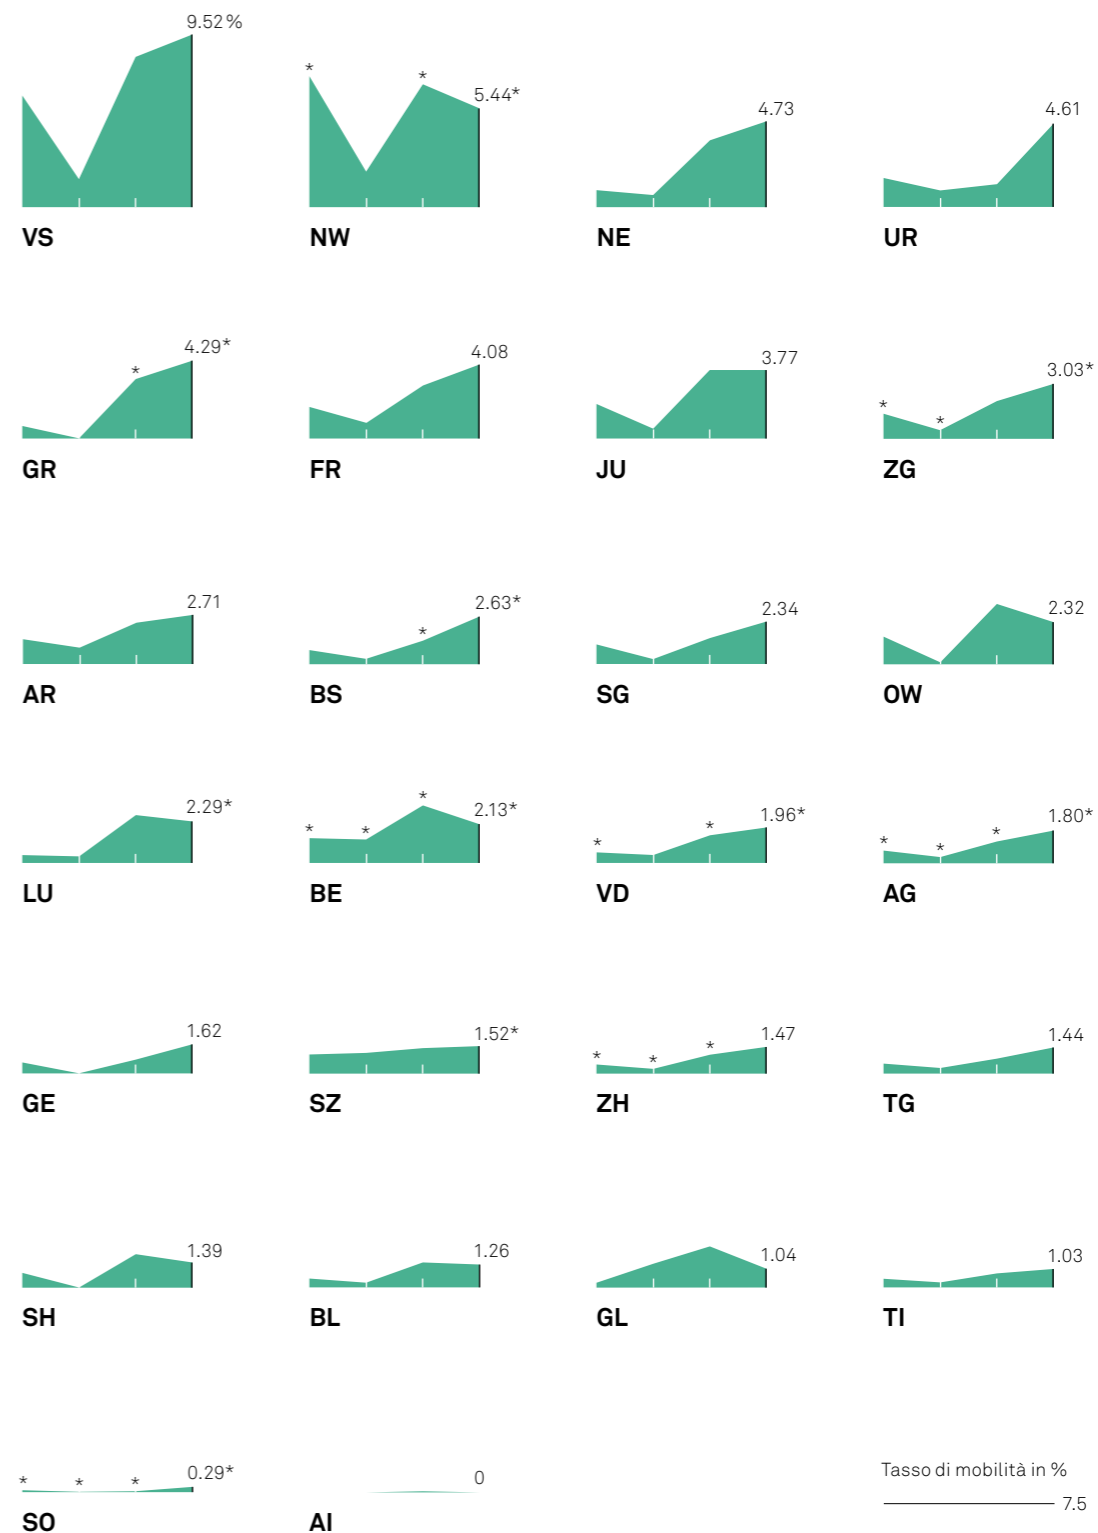 9.52%
* * 5.44*
4.73
4.61
VS NW NE UR
* 4.29*
4.08
3.77
* * 3.03*
GR FR JU ZG
2.71
* 2.63*
2.34
2.32
AR BS SG OW
2.29*
* * * 2.13*
* * 1.96*
* * * 1.80*
LU BE VD AG
1.62
1.52*
* * * 1.47
1.44
GE SZ ZH TG
1.39
1.26
1.04
1.03
SH BL GL TI
* * * 0.29*
0
Tasso di mobilità in %
7.5
SO AI